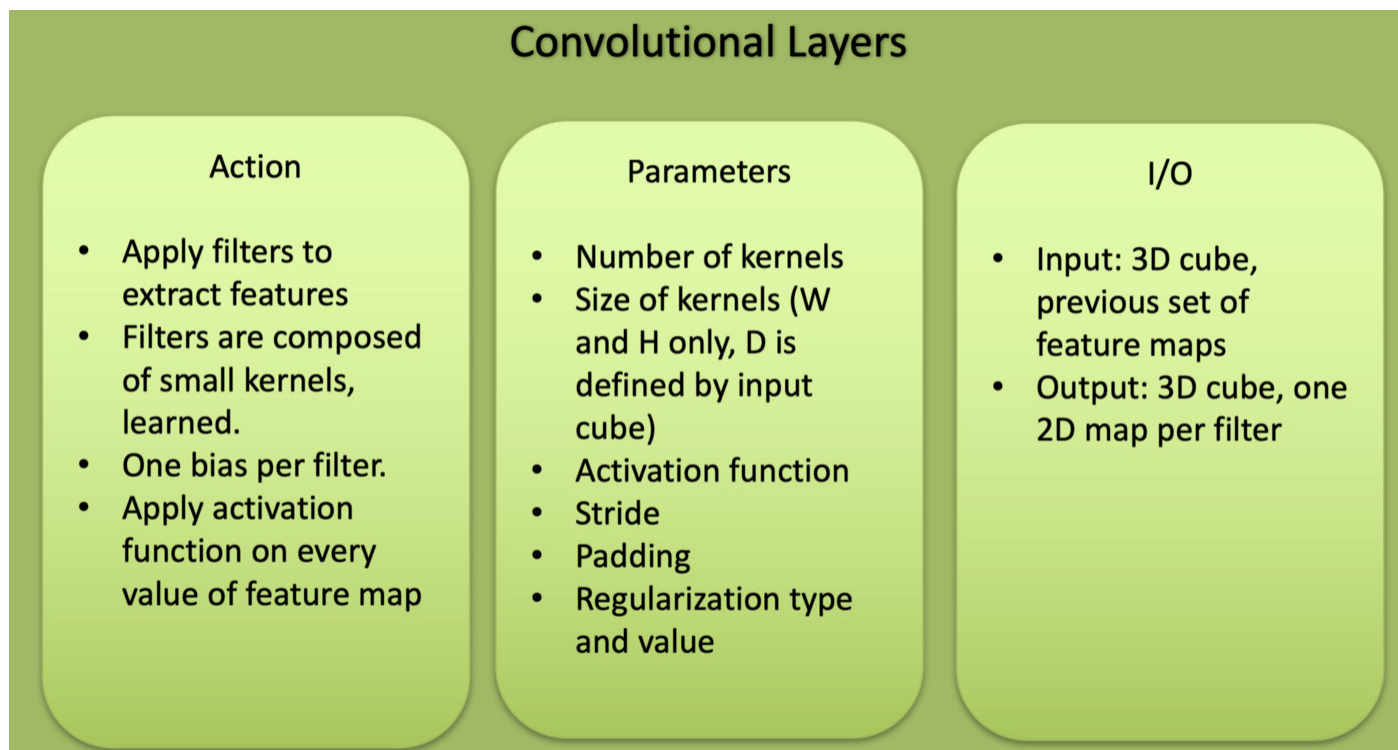 Convolutional Layers
Action
• Apply filters to
extract features
• Filters are composed
of small kernels,
learned.
• One bias per filter.
• Apply activation
function on every
value of feature map
Parameters
• Number of kernels
• Size of kernels (W
and H only, D is
defined by input
cube)
• Activation function
• Stride
• Padding
• Regularization type
and value
I/O
• Input: 3D cube,
previous set of
feature maps
• Output: 3D cube, one
2D map per filter